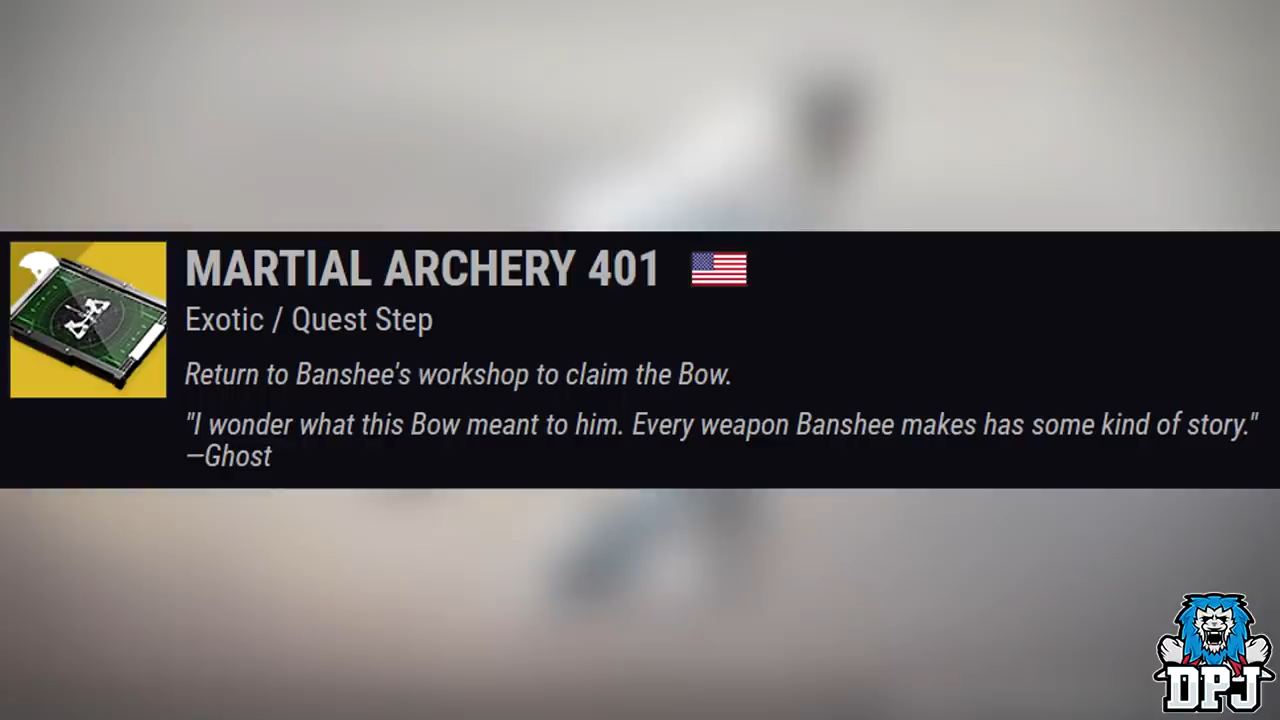 MARTIAL ARCHERY 401
Exotic / Quest Step
Return to Banshee's workshop to claim the Bow.
"I wonder what this Bow meant to him. Every weapon Banshee makes has some kind of story."
—Ghost
DPJ